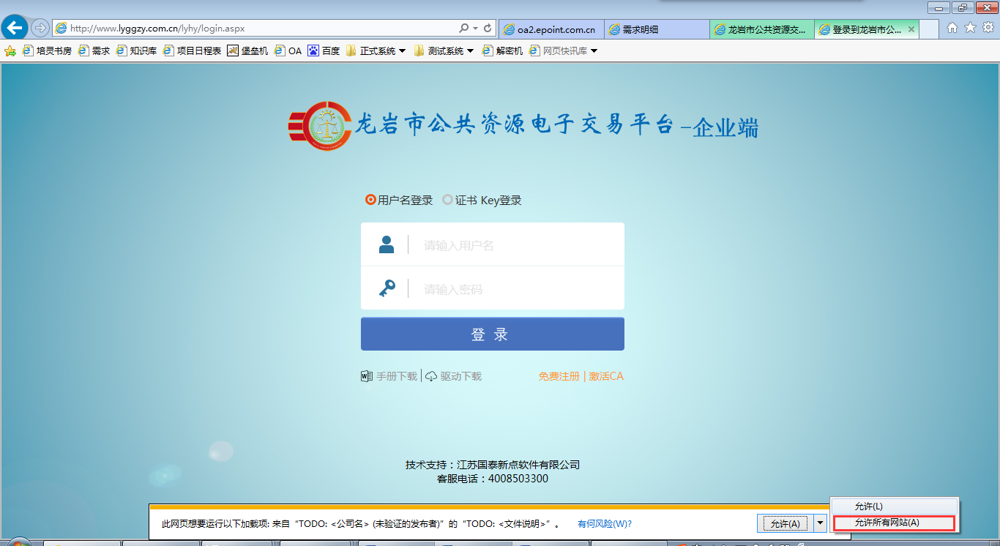 http://www.lyggzy.com.cn/lyhy/login.aspx
oa2.epoint.com.cn
需求明细
龙岩市公共资源交...
登录到龙岩市公...
培灵书房 需求 知识库 项目日程表 堡垒机 OA 百度 正式系统 测试系统 解密机 网页快讯库
龙岩市公共资源电子交易平台-企业端
用户名登录 证书 Key登录
请输入用户名
请输入密码
登 录
手册下载 驱动下载 免费注册 | 激活CA
技术支持：江苏国泰新点软件有限公司
客服电话：4008503300
此网页想要运行以下加载项: 来自“TODO: <公司名> (未验证的发布者)”的“TODO: <文件说明>”。 有何风险(W)?
允许(A)
允许(L)
允许所有网站(A)